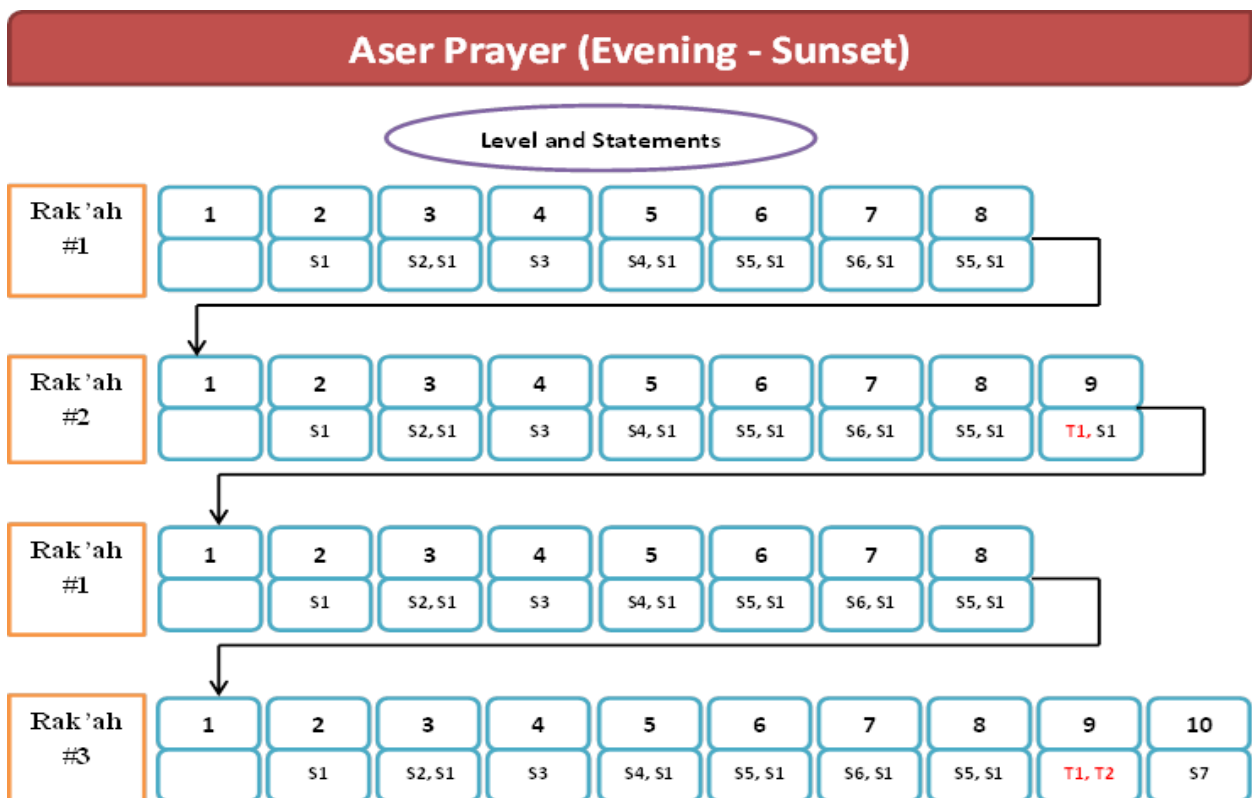 Aser Prayer (Evening - Sunset)
Level and Statements
Rak'ah #1
1 2 3 4 5 6 7 8
S1 S2, S1 S3 S4, S1 S5, S1 S6, S1 S5, S1
Rak'ah #2
1 2 3 4 5 6 7 8 9
S1 S2, S1 S3 S4, S1 S5, S1 S6, S1 S5, S1 T1, S1
Rak'ah #1
1 2 3 4 5 6 7 8
S1 S2, S1 S3 S4, S1 S5, S1 S6, S1 S5, S1
Rak'ah #3
1 2 3 4 5 6 7 8 9 10
S1 S2, S1 S3 S4, S1 S5, S1 S6, S1 S5, S1 T1, T2 S7